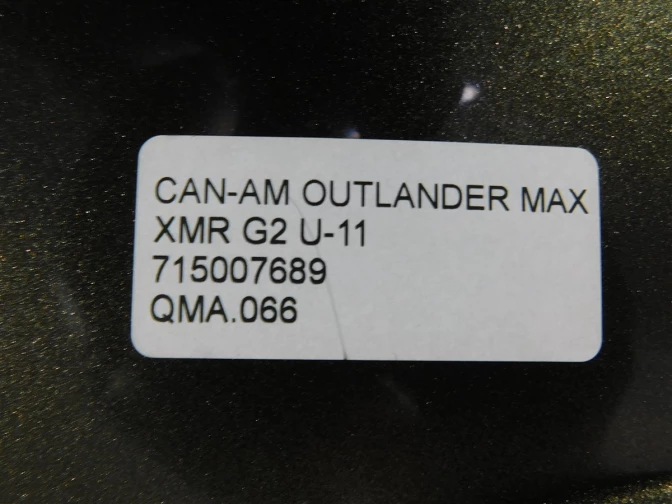 CAN-AM OUTLANDER MAX
XMR G2 U-11
715007689
QMA.066